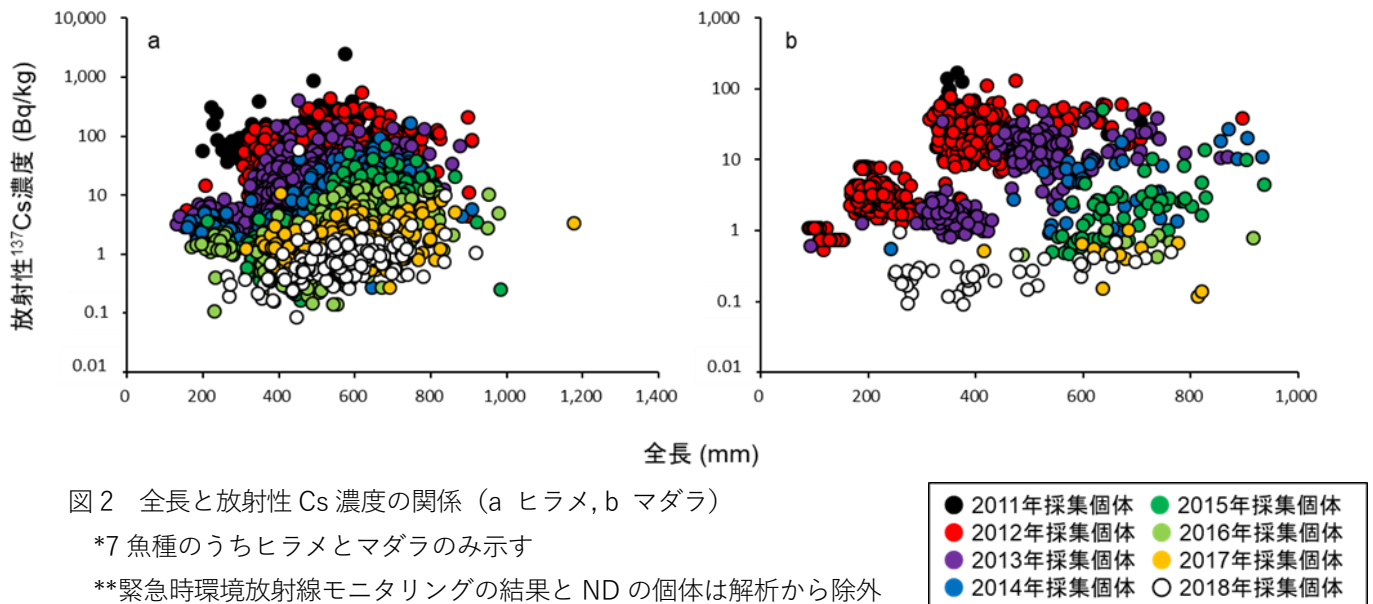 放射性¹³⁷Cs濃度 (Bq/kg)
10,000
1,000
100
10
1
0.1
0.01
a
0
200
400
600
800
1,000
1,200
1,400
1,000
100
10
1
0.1
0.01
b
0
200
400
600
800
1,000
全長 (mm)
図2 全長と放射性 Cs 濃度の関係（a ヒラメ, b マダラ）
*7 魚種のうちヒラメとマダラのみ示す
**緊急時環境放射線モニタリングの結果と ND の個体は解析から除外
2011年採集個体
2012年採集個体
2013年採集個体
2014年採集個体
2015年採集個体
2016年採集個体
2017年採集個体
2018年採集個体